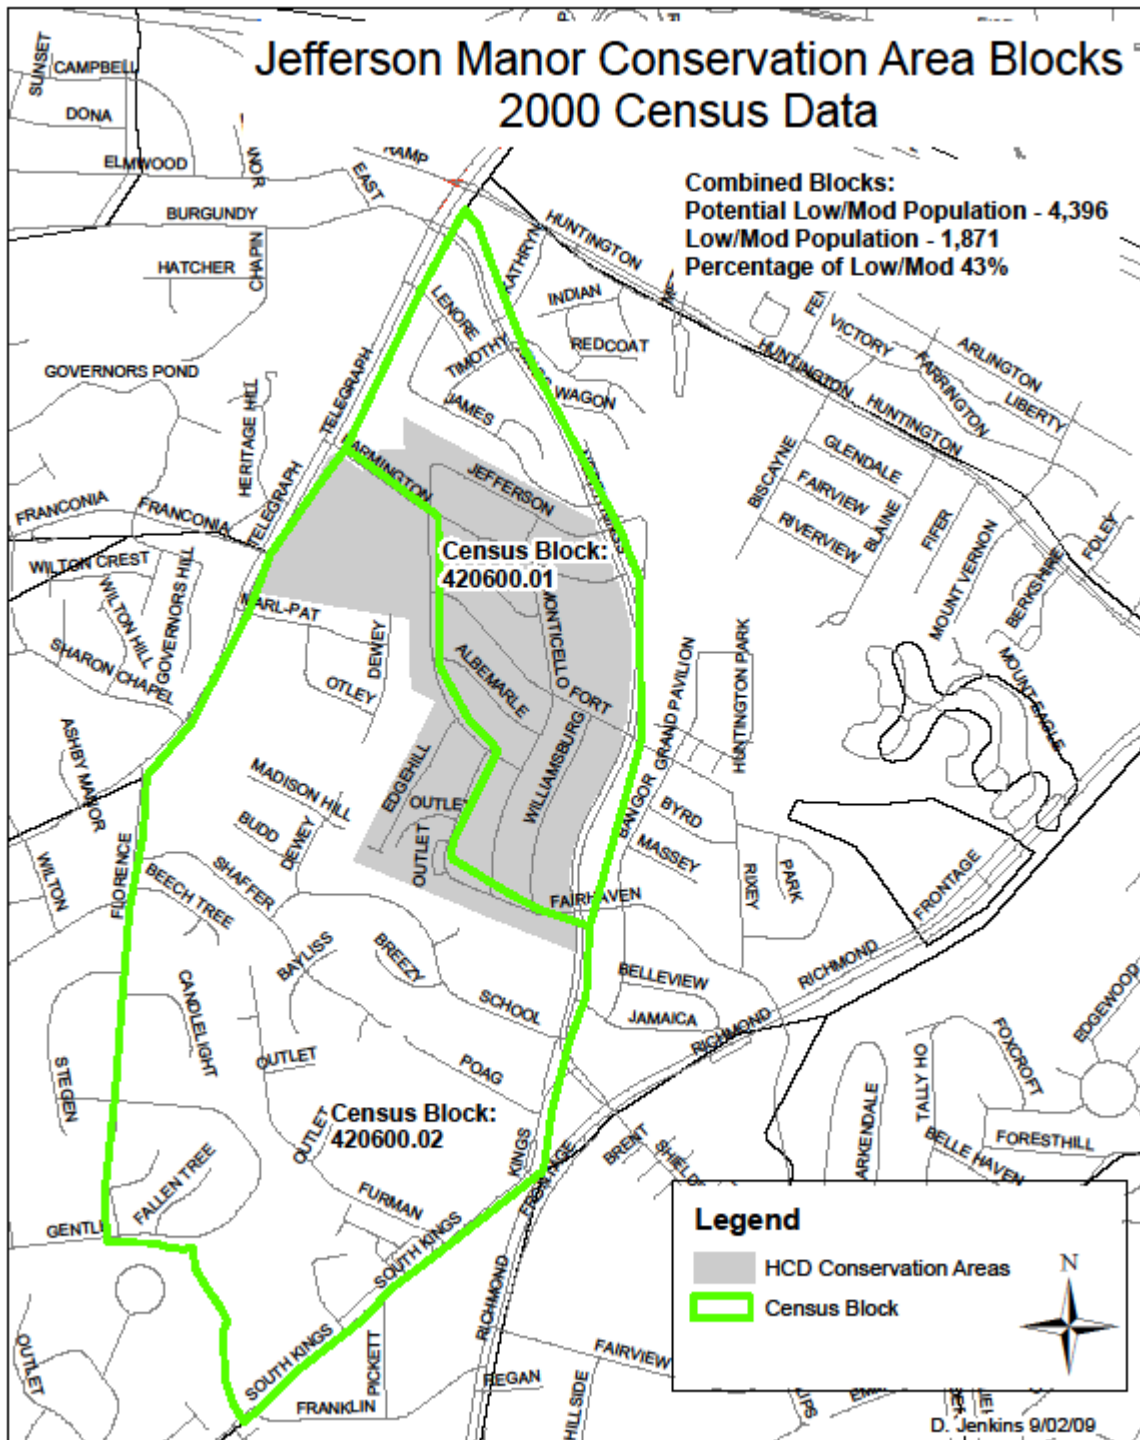 Jefferson Manor Conservation Area Blocks
2000 Census Data
Combined Blocks:
Potential Low/Mod Population - 4,396
Low/Mod Population - 1,871
Percentage of Low/Mod 43%
SUNSET
CAMPBELL
DONA
ELMWOOD
RAMP
EAST
BURGUNDY
HATCHER
CHAPIN
HUNTINGTON
KATHRYN
INDIAN
LENORE
REDCOAT
TIMOTHY
WAGON
JAMES
VICTORY
ARLINGTON
HUNTINGTON
FARRINGTON
LIBERTY
HUNTINGTON
GOVERNORS POND
HERITAGE HILL
TELEGRAPH
TELEGRAPH
FARMINGTON
JEFFERSON
BISCAYNE
GLENDALE
FAIRVIEW
RIVERVIEW
BLAINE
FIFER
MOUNT VERNON
FOLEY
BERKSHIRE
FRANCONIA
FRANCONIA
WILTON CREST
WILTON HILL
GOVERNORS HILL
SHARON CHAPEL
Census Block:
420600.01
MARL-PAT
DEWEY
OTLEY
MONTICELLO
ALBEMARLE
FORT
WILLIAMSBURG
GRAND PAVILION
HUNTINGTON PARK
MOUNT EAGLE
ASHBY MANOR
MADISON HILL
BUDD
DEWEY
EDGEHILL
OUTLET
OUTLET
BANGOR
BYRD
MASSEY
RIXEY
PARK
FRONTAGE
WILTON
FLORENCE
BEECH TREE
SHAFFER
FAIRHAVEN
BAYLISS
BREEZY
SCHOOL
BELLEVIEW
JAMAICA
RICHMOND
RICHMOND
EDGEWOOD
CANDLELIGHT
STEGEN
OUTLET
POAG
TALLY HO
FOXCROFT
ARKENDALE
FORESTHILL
BELLE HAVEN
Census Block:
420600.02
OUTLET
KINGS
FRONTAGE
BRENT
FALLEN TREE
FURMAN
SOUTH KINGS
RICHMOND
SOUTH KINGS
PICKETT
FRANKLIN
REGAN
FAIRVIEW
HILLSIDE
OUTLET
Legend
HCD Conservation Areas
Census Block
N
D. Jenkins 9/02/09